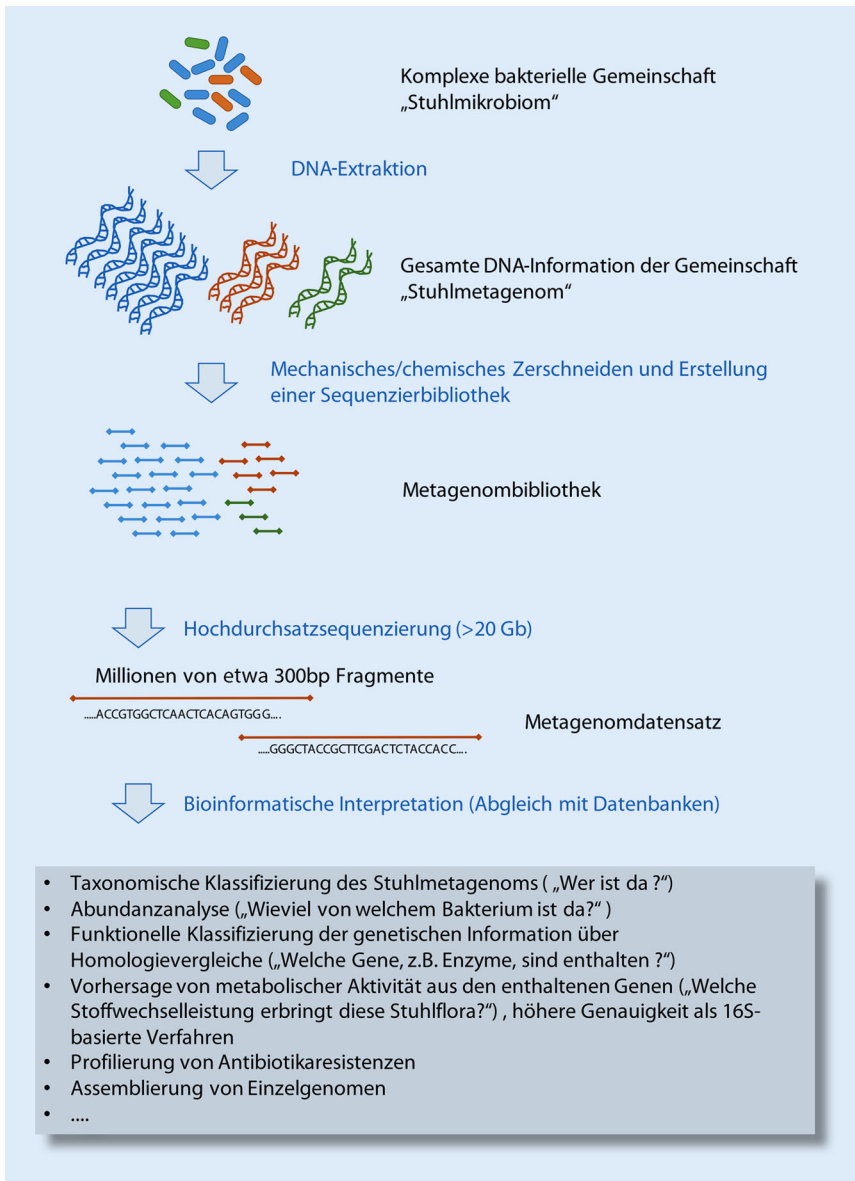 Komplexe bakterielle Gemeinschaft
„Stuhlmikrobiom“
DNA-Extraktion
Gesamte DNA-Information der Gemeinschaft
„Stuhlmetagenom“
Mechanisches/chemisches Zerschneiden und Erstellung
einer Sequenzierbibliothek
Metagenombibliothek
Hochdurchsatzsequenzierung (>20 Gb)
Millionen von etwa 300bp Fragmente
.....ACCGTGGCTCAACTCACAGTGGG....
Metagenomdatensatz
.....GGGCTACCGCTTCGACTCTACCACC....
Bioinformatische Interpretation (Abgleich mit Datenbanken)
• Taxonomische Klassifizierung des Stuhlmetagenoms ( „Wer ist da ?“)
• Abundanzanalyse („Wieviel von welchem Bakterium ist da?“ )
• Funktionelle Klassifizierung der genetischen Information über
Homologievergleiche („Welche Gene, z.B. Enzyme, sind enthalten ?“)
• Vorhersage von metabolischer Aktivität aus den enthaltenen Genen („Welche
Stoffwechselleistung erbringt diese Stuhlflora?“) , höhere Genauigkeit als 16S-
basierte Verfahren
• Profilierung von Antibiotikaresistenzen
• Assemblierung von Einzelgenomen
• ....